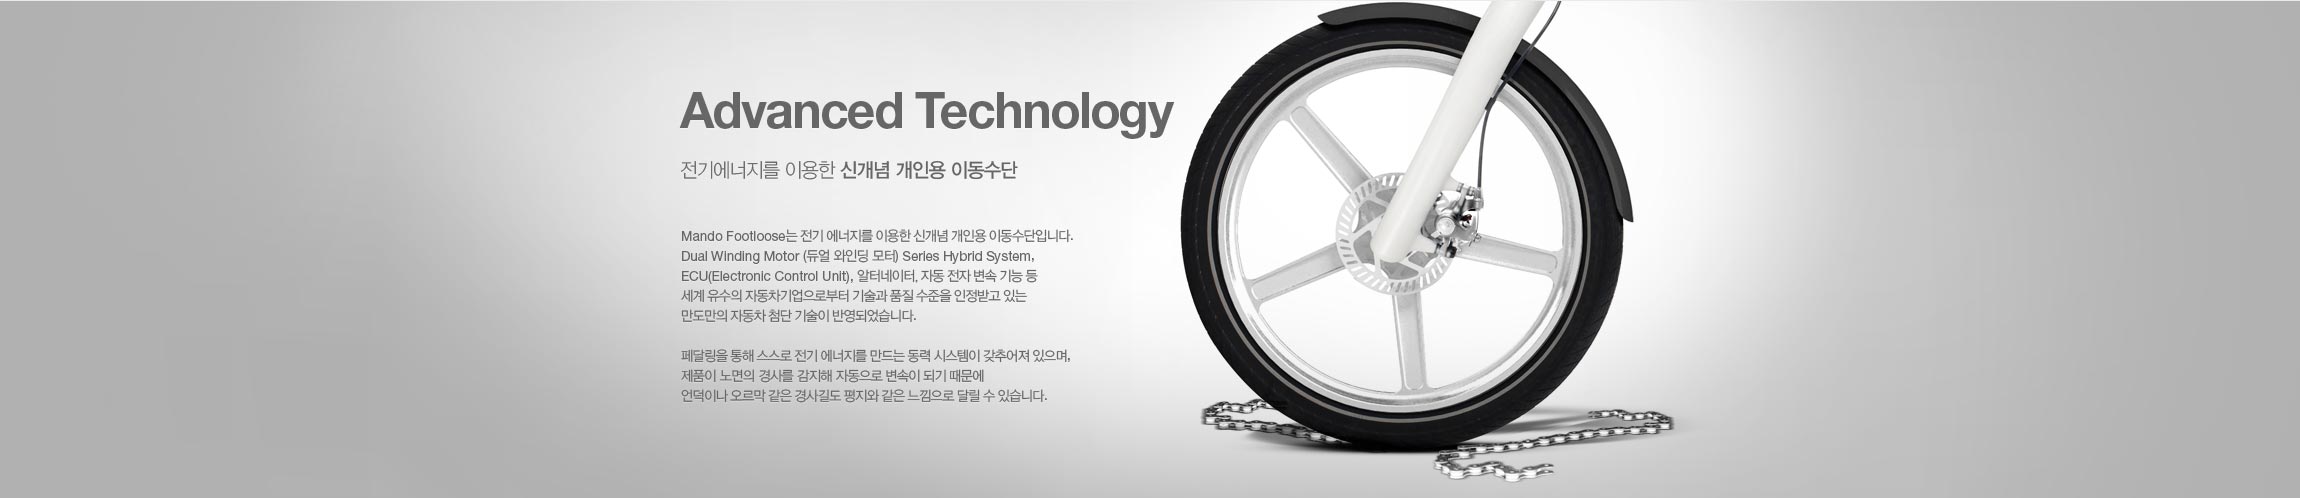 Advanced Technology
전기에너지를 이용한 신개념 개인용 이동수단
Mando Footloose는 전기 에너지를 이용한 신개념 개인용 이동수단입니다.
Dual Winding Motor (듀얼 와인딩 모터) Series Hybrid System,
ECU(Electronic Control Unit), 알터네이터, 자동 전자 변속 기능 등
세계 유수의 자동차기업으로부터 기술과 품질 수준을 인정받고 있는
만도만의 자동차 첨단 기술이 반영되었습니다.
페달링을 통해 스스로 전기 에너지를 만드는 동력 시스템이 갖추어져 있으며,
제품이 노면의 경사를 감지해 자동으로 변속이 되기 때문에
언덕이나 오르막 같은 경사길도 평지와 같은 느낌으로 달릴 수 있습니다.